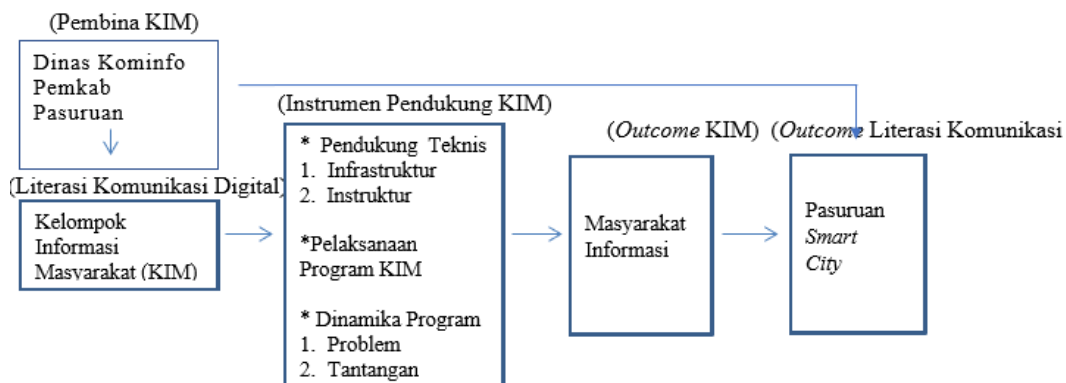 (Pembina KIM)
Dinas Kominfo
Pemkab
Pasuruan
(Literasi Komunikasi Digital)
Kelompok
Informasi
Masyarakat (KIM)
(Instrumen Pendukung KIM)
* Pendukung Teknis
1. Infrastruktur
2. Instruktur
*Pelaksanaan
Program KIM
* Dinamika Program
1. Problem
2. Tantangan
(Outcome KIM)
Masyarakat
Informasi
(Outcome Literasi Komunikasi
Pasuruan
Smart
City